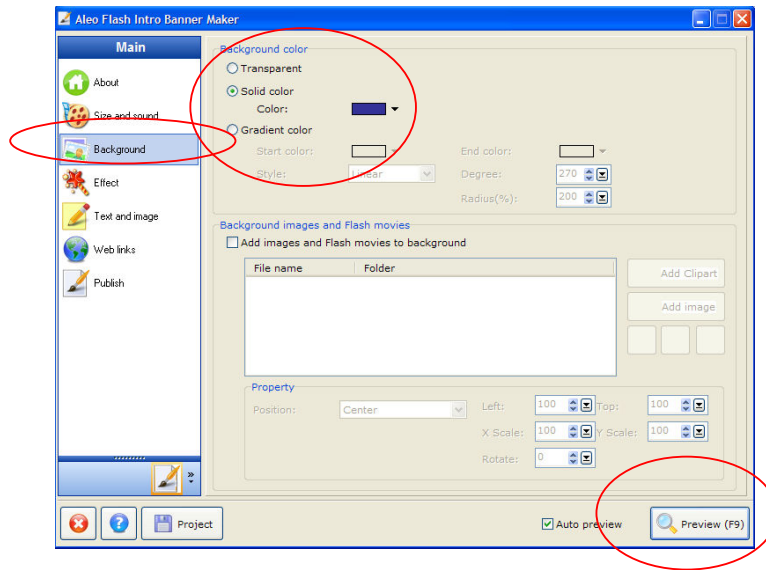 Aleo Flash Intro Banner Maker
Main
About
Size and sound
Background
Effect
Text and image
Web links
Publish
Background color
Transparent
Solid color
Color:
Gradient color
Start color:
End color:
Style:
Linear
Degree:
270
Radius(%):
200
Background images and Flash movies
Add images and Flash movies to background
File name
Folder
Add Clipart
Add image
Property
Position:
Center
Left:
100
Top:
100
X Scale:
100
Y Scale:
100
Rotate:
0
Project
Auto preview
Preview (F9)